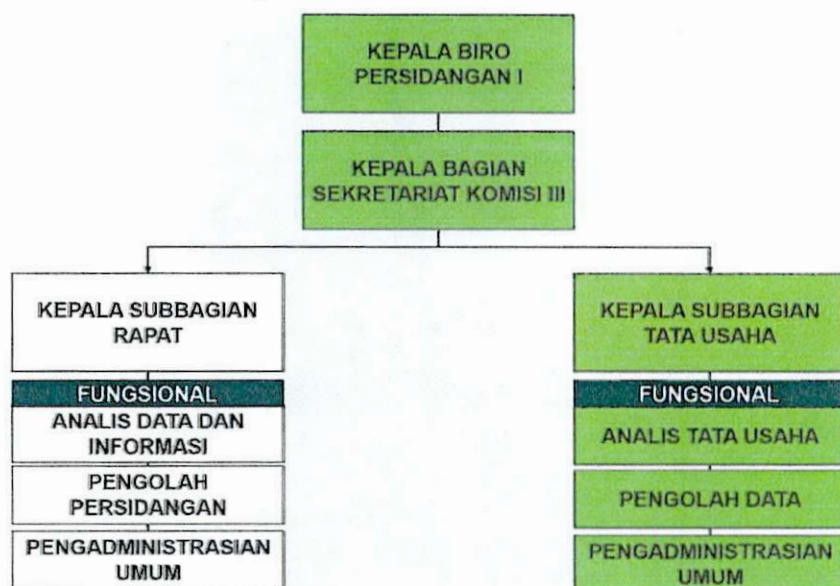 KEPALA BIRO
PERSIDANGAN I
KEPALA BAGIAN
SEKRETARIAT KOMISI III
KEPALA SUBBAGIAN
RAPAT
FUNGSIONAL
ANALIS DATA DAN
INFORMASI
PENGOLAH
PERSIDANGAN
PENGADMINISTRASIAN
UMUM
KEPALA SUBBAGIAN
TATA USAHA
FUNGSIONAL
ANALIS TATA USAHA
PENGOLAH DATA
PENGADMINISTRASIAN
UMUM